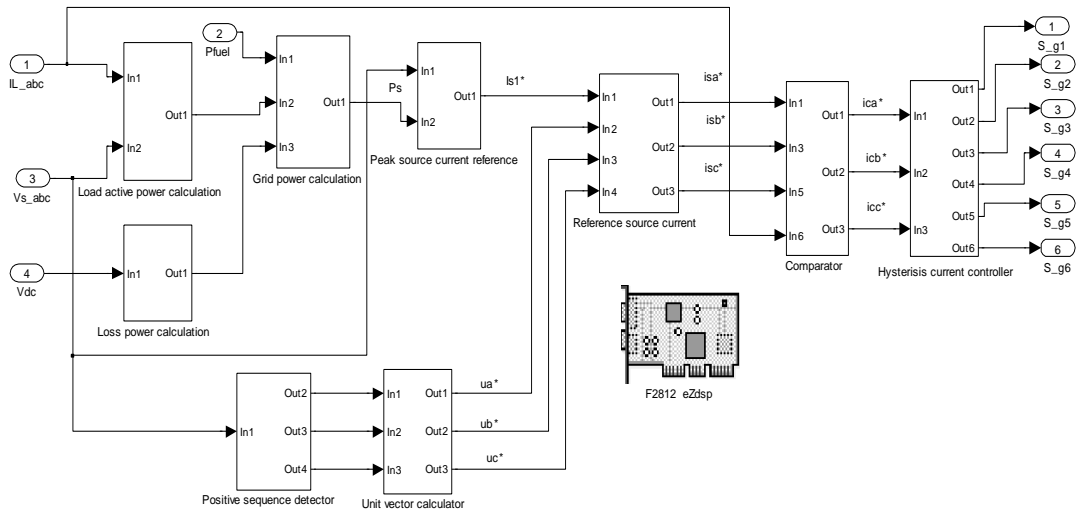 1
IL_abc
2
Pfuel
3
Vs_abc
4
Vdc
In1
In2
Out1
Load active power calculation
In1
In2
In3
Out1
Grid power calculation
Ps
In1
In2
Out1
Peak source current reference
Is1*
In1
Out1
Loss power calculation
In1
In2
In3
In4
Out1
Out2
Out3
Reference source current
isa*
isb*
isc*
In1
In3
In5
In6
Out1
Out2
Out3
Comparator
ica*
icb*
icc*
In1
In2
In3
Out1
Out2
Out3
Out4
Out5
Out6
Hysterisis current controller
1
S_g1
2
S_g2
3
S_g3
4
S_g4
5
S_g5
6
S_g6
In1
Out2
Out3
Out4
Positive sequence detector
In1
In2
In3
Out1
Out2
Out3
Unit vector calculator
ua*
ub*
uc*
F2812 eZdsp